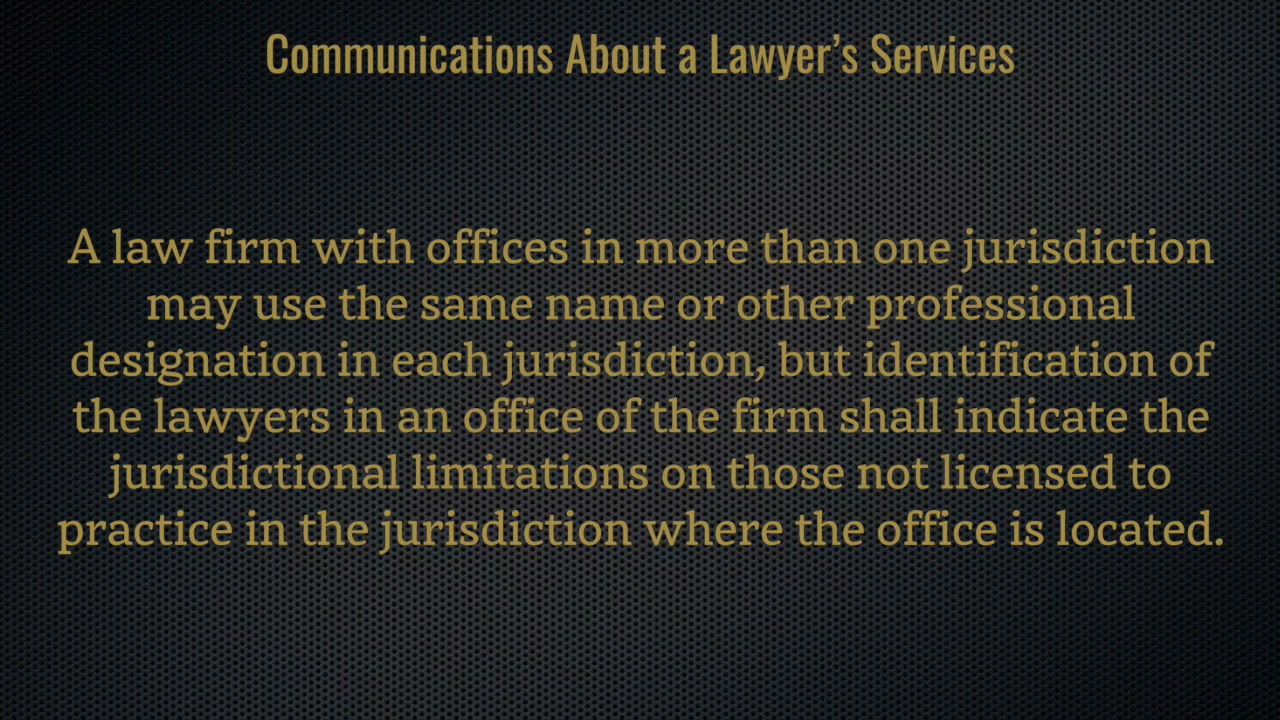 Communications About a Lawyer’s Services
A law firm with offices in more than one jurisdiction
may use the same name or other professional
designation in each jurisdiction, but identification of
the lawyers in an office of the firm shall indicate the
jurisdictional limitations on those not licensed to
practice in the jurisdiction where the office is located.